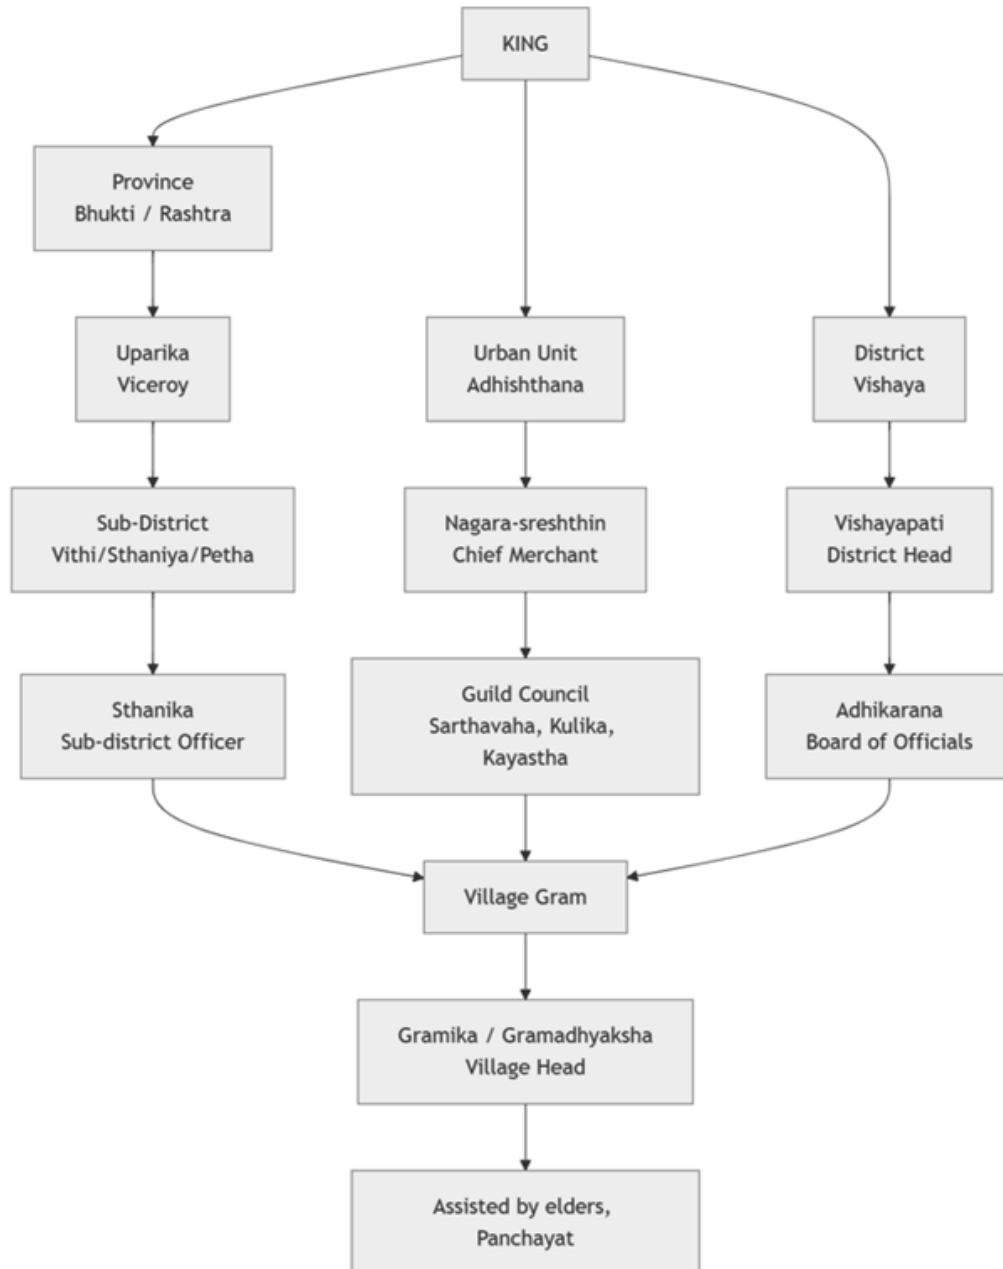 KING
Province
Bhukti / Rashtra
Uparika
Viceroy
Urban Unit
Adhishthana
District
Vishaya
Sub-District
Vithi/Sthaniya/Petha
Nagara-sreshthin
Chief Merchant
Vishayapati
District Head
Sthanika
Sub-district Officer
Guild Council
Sarthavaha, Kulika,
Kayastha
Adhikarana
Board of Officials
Village Gram
Gramika / Gramadhyaksha
Village Head
Assisted by elders,
Panchayat